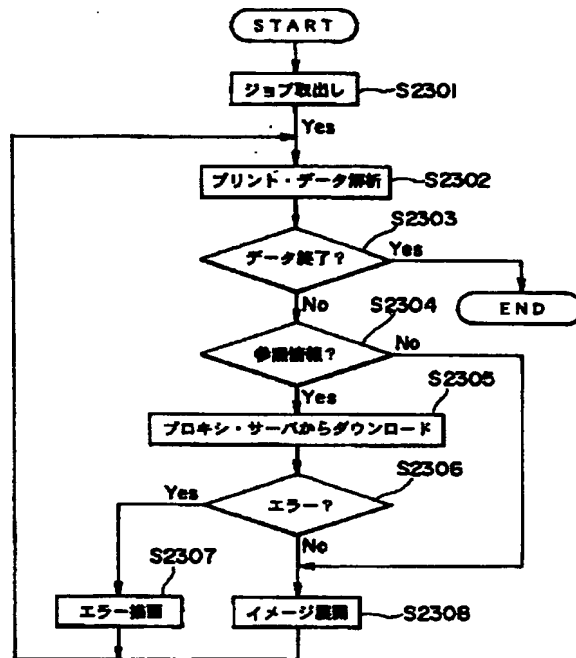 START
ジョブ取出し
S2301
Yes
プリント・データ解析
S2302
S2303
データ終了?
Yes
No
END
S2304
参照情報?
No
Yes
S2305
プロキシ・サーバからダウンロード
S2306
エラー?
Yes
No
S2307
エラー描画
イメージ展開
S2308